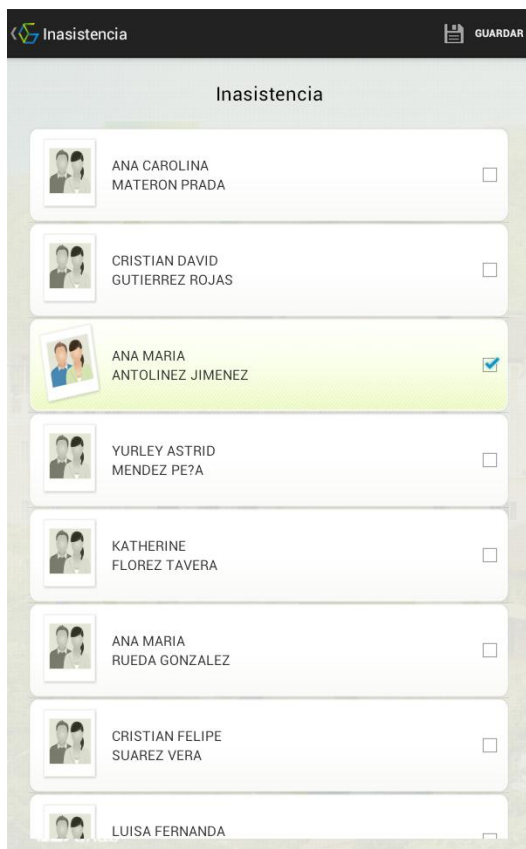 Inasistencia
GUARDAR
Inasistencia
ANA CAROLINA
MATERON PRADA
CRISTIAN DAVID
GUTIERREZ ROJAS
ANA MARIA
ANTOLINEZ JIMENEZ
YURLEY ASTRID
MENDEZ PE?A
KATHERINE
FLOREZ TAVERA
ANA MARIA
RUEDA GONZALEZ
CRISTIAN FELIPE
SUAREZ VERA
LUISA FERNANDA